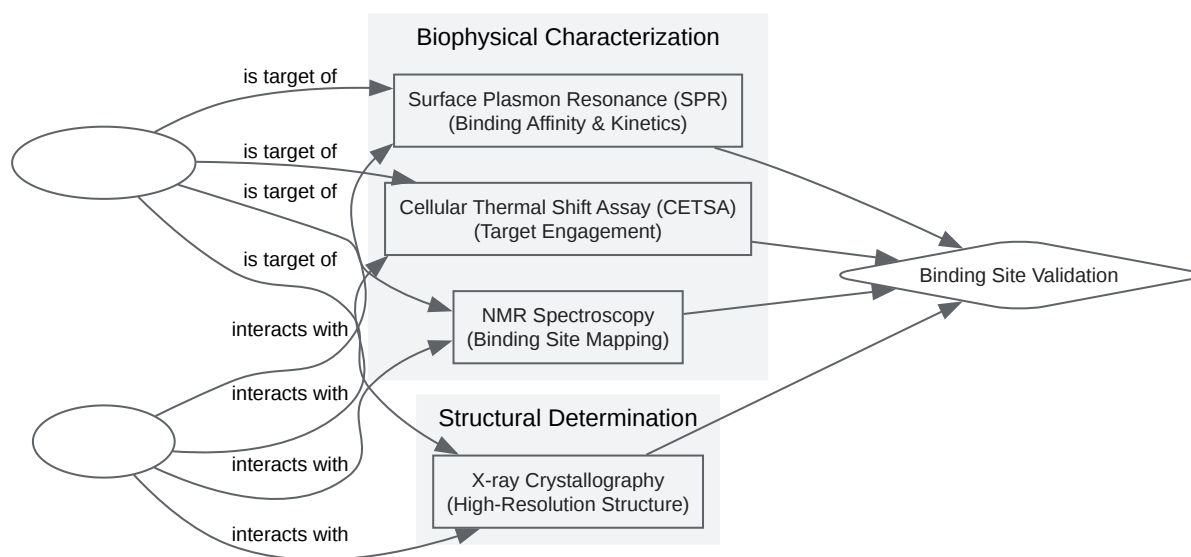 Biophysical Characterization
is target of
Surface Plasmon Resonance (SPR)
(Binding Affinity & Kinetics)
is target of
is target of
Cellular Thermal Shift Assay (CETSA)
(Target Engagement)
is target of
Binding Site Validation
interacts with
NMR Spectroscopy
(Binding Site Mapping)
interacts with
Structural Determination
interacts with
X-ray Crystallography
(High-Resolution Structure)
interacts with